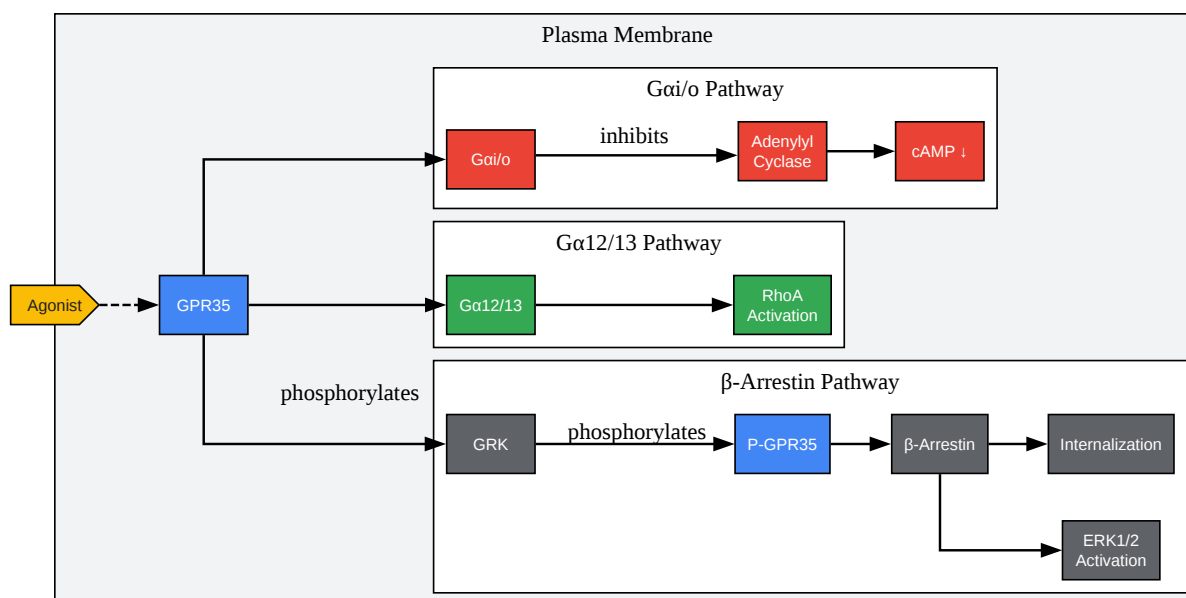 Plasma Membrane
Gαi/o Pathway
Gαi/o
inhibits
Adenylyl
Cyclase
cAMP ↓
Gα12/13 Pathway
Agonist
GPR35
Gα12/13
RhoA
Activation
β-Arrestin Pathway
phosphorylates
GRK
phosphorylates
P-GPR35
β-Arrestin
Internalization
ERK1/2
Activation